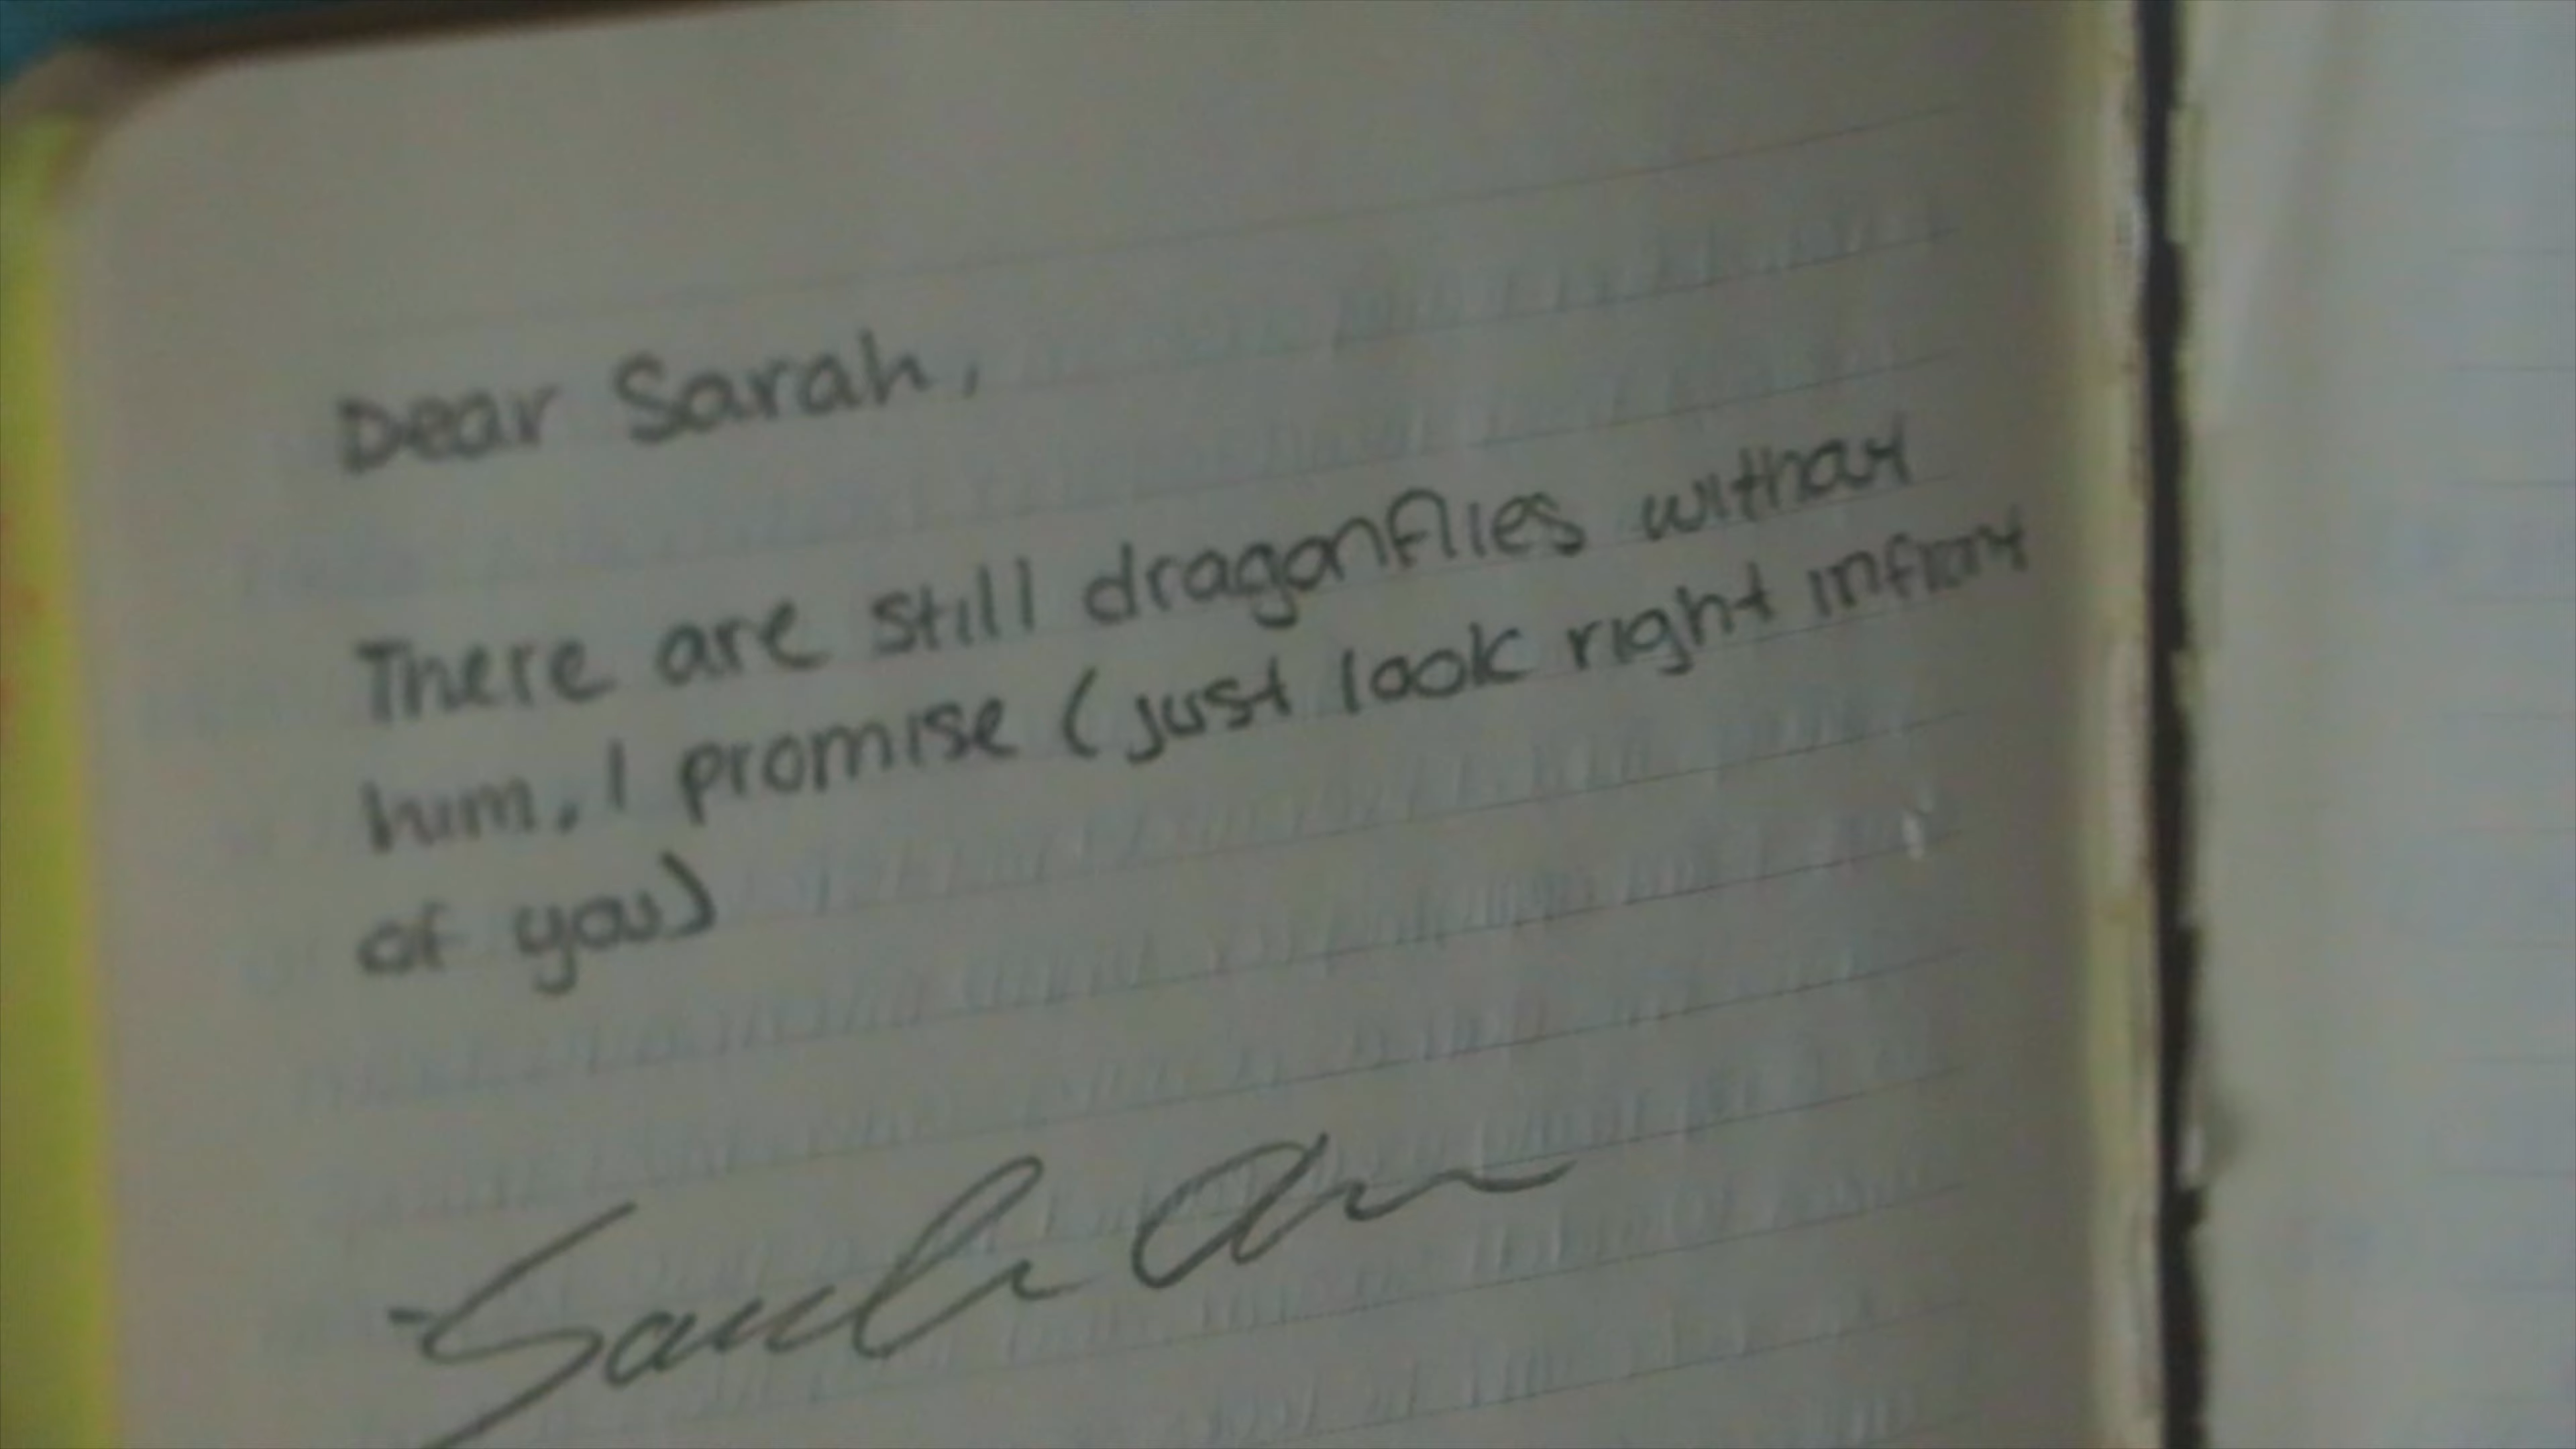 Dear Sarah,
There are still dragonflies without
him, I promise (just look right infront
of you)